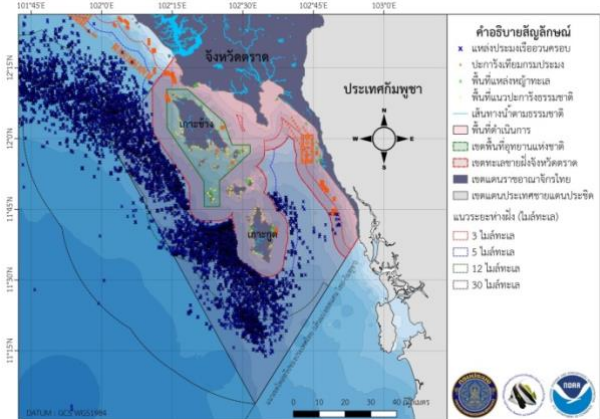 101°45'E 102°0'E 102°15'E 102°30'E 102°45'E 103°0'E
12°15'N
12°0'N
11°45'N
11°30'N
11°15'N
จังหวัดตราด
ประเทศกัมพูชา
เกาะช้าง
เกาะกูด
N
W E
S
DATUM : GCS WGS1984
0 10 20 40 กิโลเมตร
คำอธิบายสัญลักษณ์
แหล่งประมงเรืออวนครอบ
ปะการังเทียมกรมประมง
พื้นที่แหล่งหญ้าทะเล
พื้นที่แนวปะการังธรรมชาติ
เส้นทางน้ำตามธรรมชาติ
พื้นที่ดำเนินการ
เขตพื้นที่อุทยานแห่งชาติ
เขตทะเลชายฝั่งจังหวัดตราด
เขตแดนราชอาณาจักรไทย
เขตแดนประเทศชายแดนประชิด
แนวระยะห่างฝั่ง (ไมล์ทะเล)
3 ไมล์ทะเล
5 ไมล์ทะเล
12 ไมล์ทะเล
30 ไมล์ทะเล
NOAA